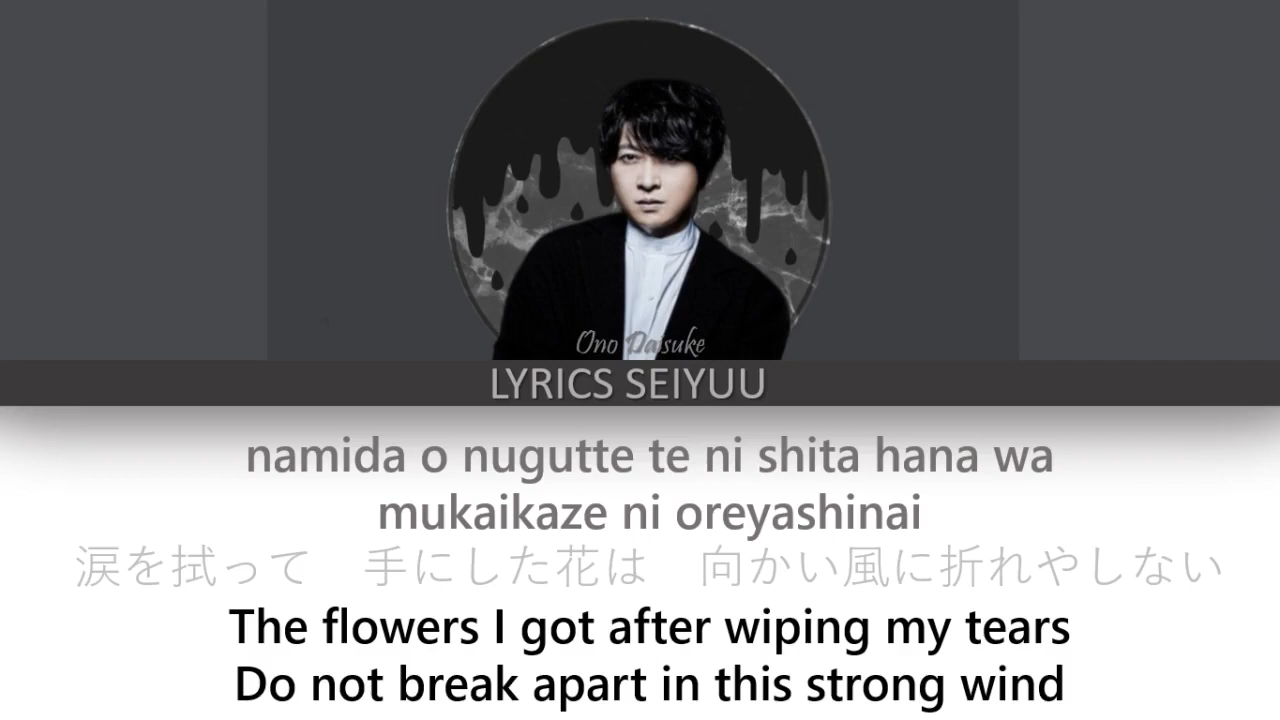 Ono Daisuke
LYRICS SEIYUU
namida o nugutte te ni shita hana wa
mukaikaze ni oreyashinai
涙を拭って　手にした花は　向かい風に折れやしない
The flowers I got after wiping my tears
Do not break apart in this strong wind